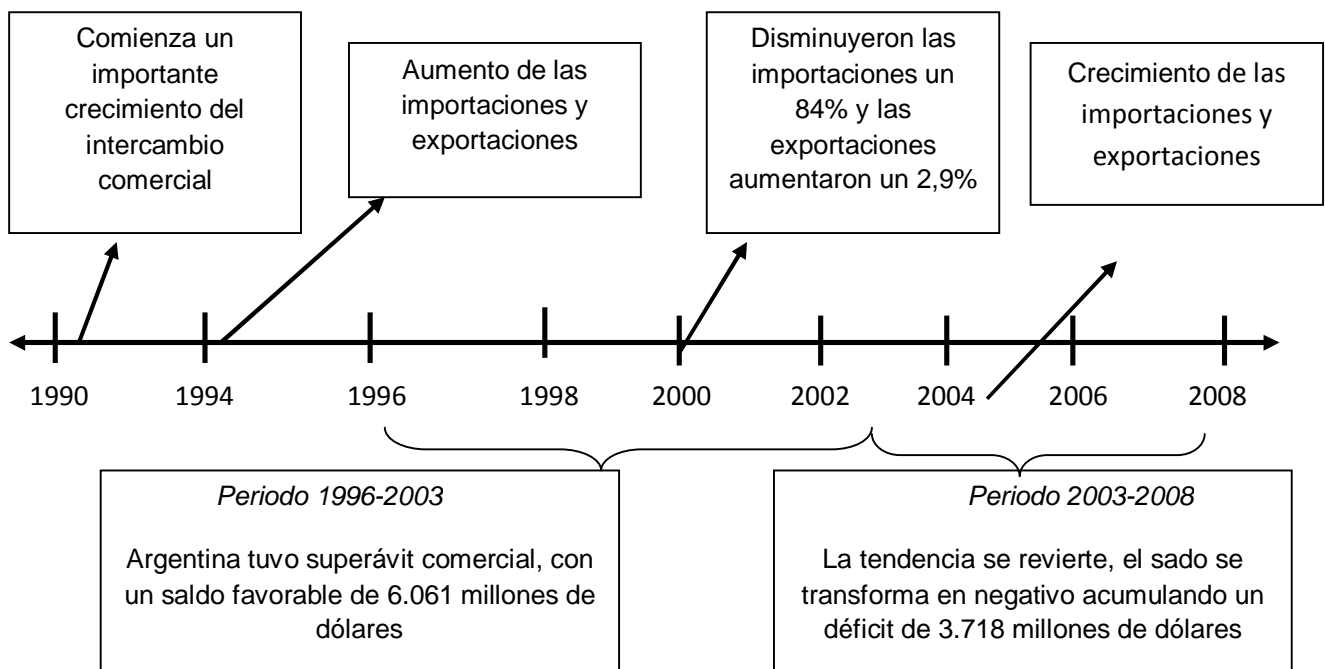 Comienza un
importante
crecimiento del
intercambio
comercial
Aumento de las
importaciones y
exportaciones
Disminuyeron las
importaciones un
84% y las
exportaciones
aumentaron un 2,9%
Crecimiento de las
importaciones y
exportaciones
1990 1994 1996 1998 2000 2002 2004 2006 2008
Periodo 1996-2003
Argentina tuvo superávit comercial, con
un saldo favorable de 6.061 millones de
dólares
Periodo 2003-2008
La tendencia se revierte, el sado se
transforma en negativo acumulando un
déficit de 3.718 millones de dólares